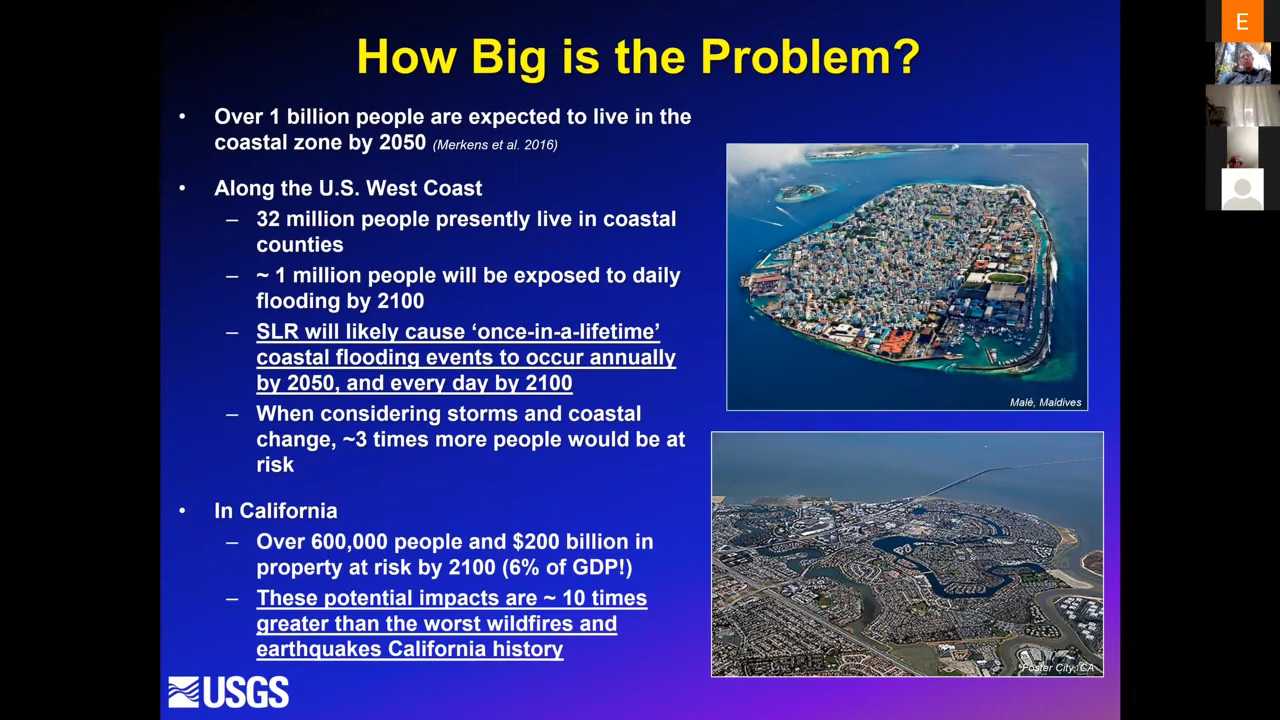 How Big is the Problem?
• Over 1 billion people are expected to live in the
coastal zone by 2050 (Merkens et al. 2016)
• Along the U.S. West Coast
– 32 million people presently live in coastal
counties
– ~ 1 million people will be exposed to daily
flooding by 2100
– SLR will likely cause ‘once-in-a-lifetime’
coastal flooding events to occur annually
by 2050, and every day by 2100
– When considering storms and coastal
change, ~3 times more people would be at
risk
• In California
– Over 600,000 people and $200 billion in
property at risk by 2100 (6% of GDP!)
– These potential impacts are ~ 10 times
greater than the worst wildfires and
earthquakes California history
Malé, Maldives
Foster City, CA
USGS
E